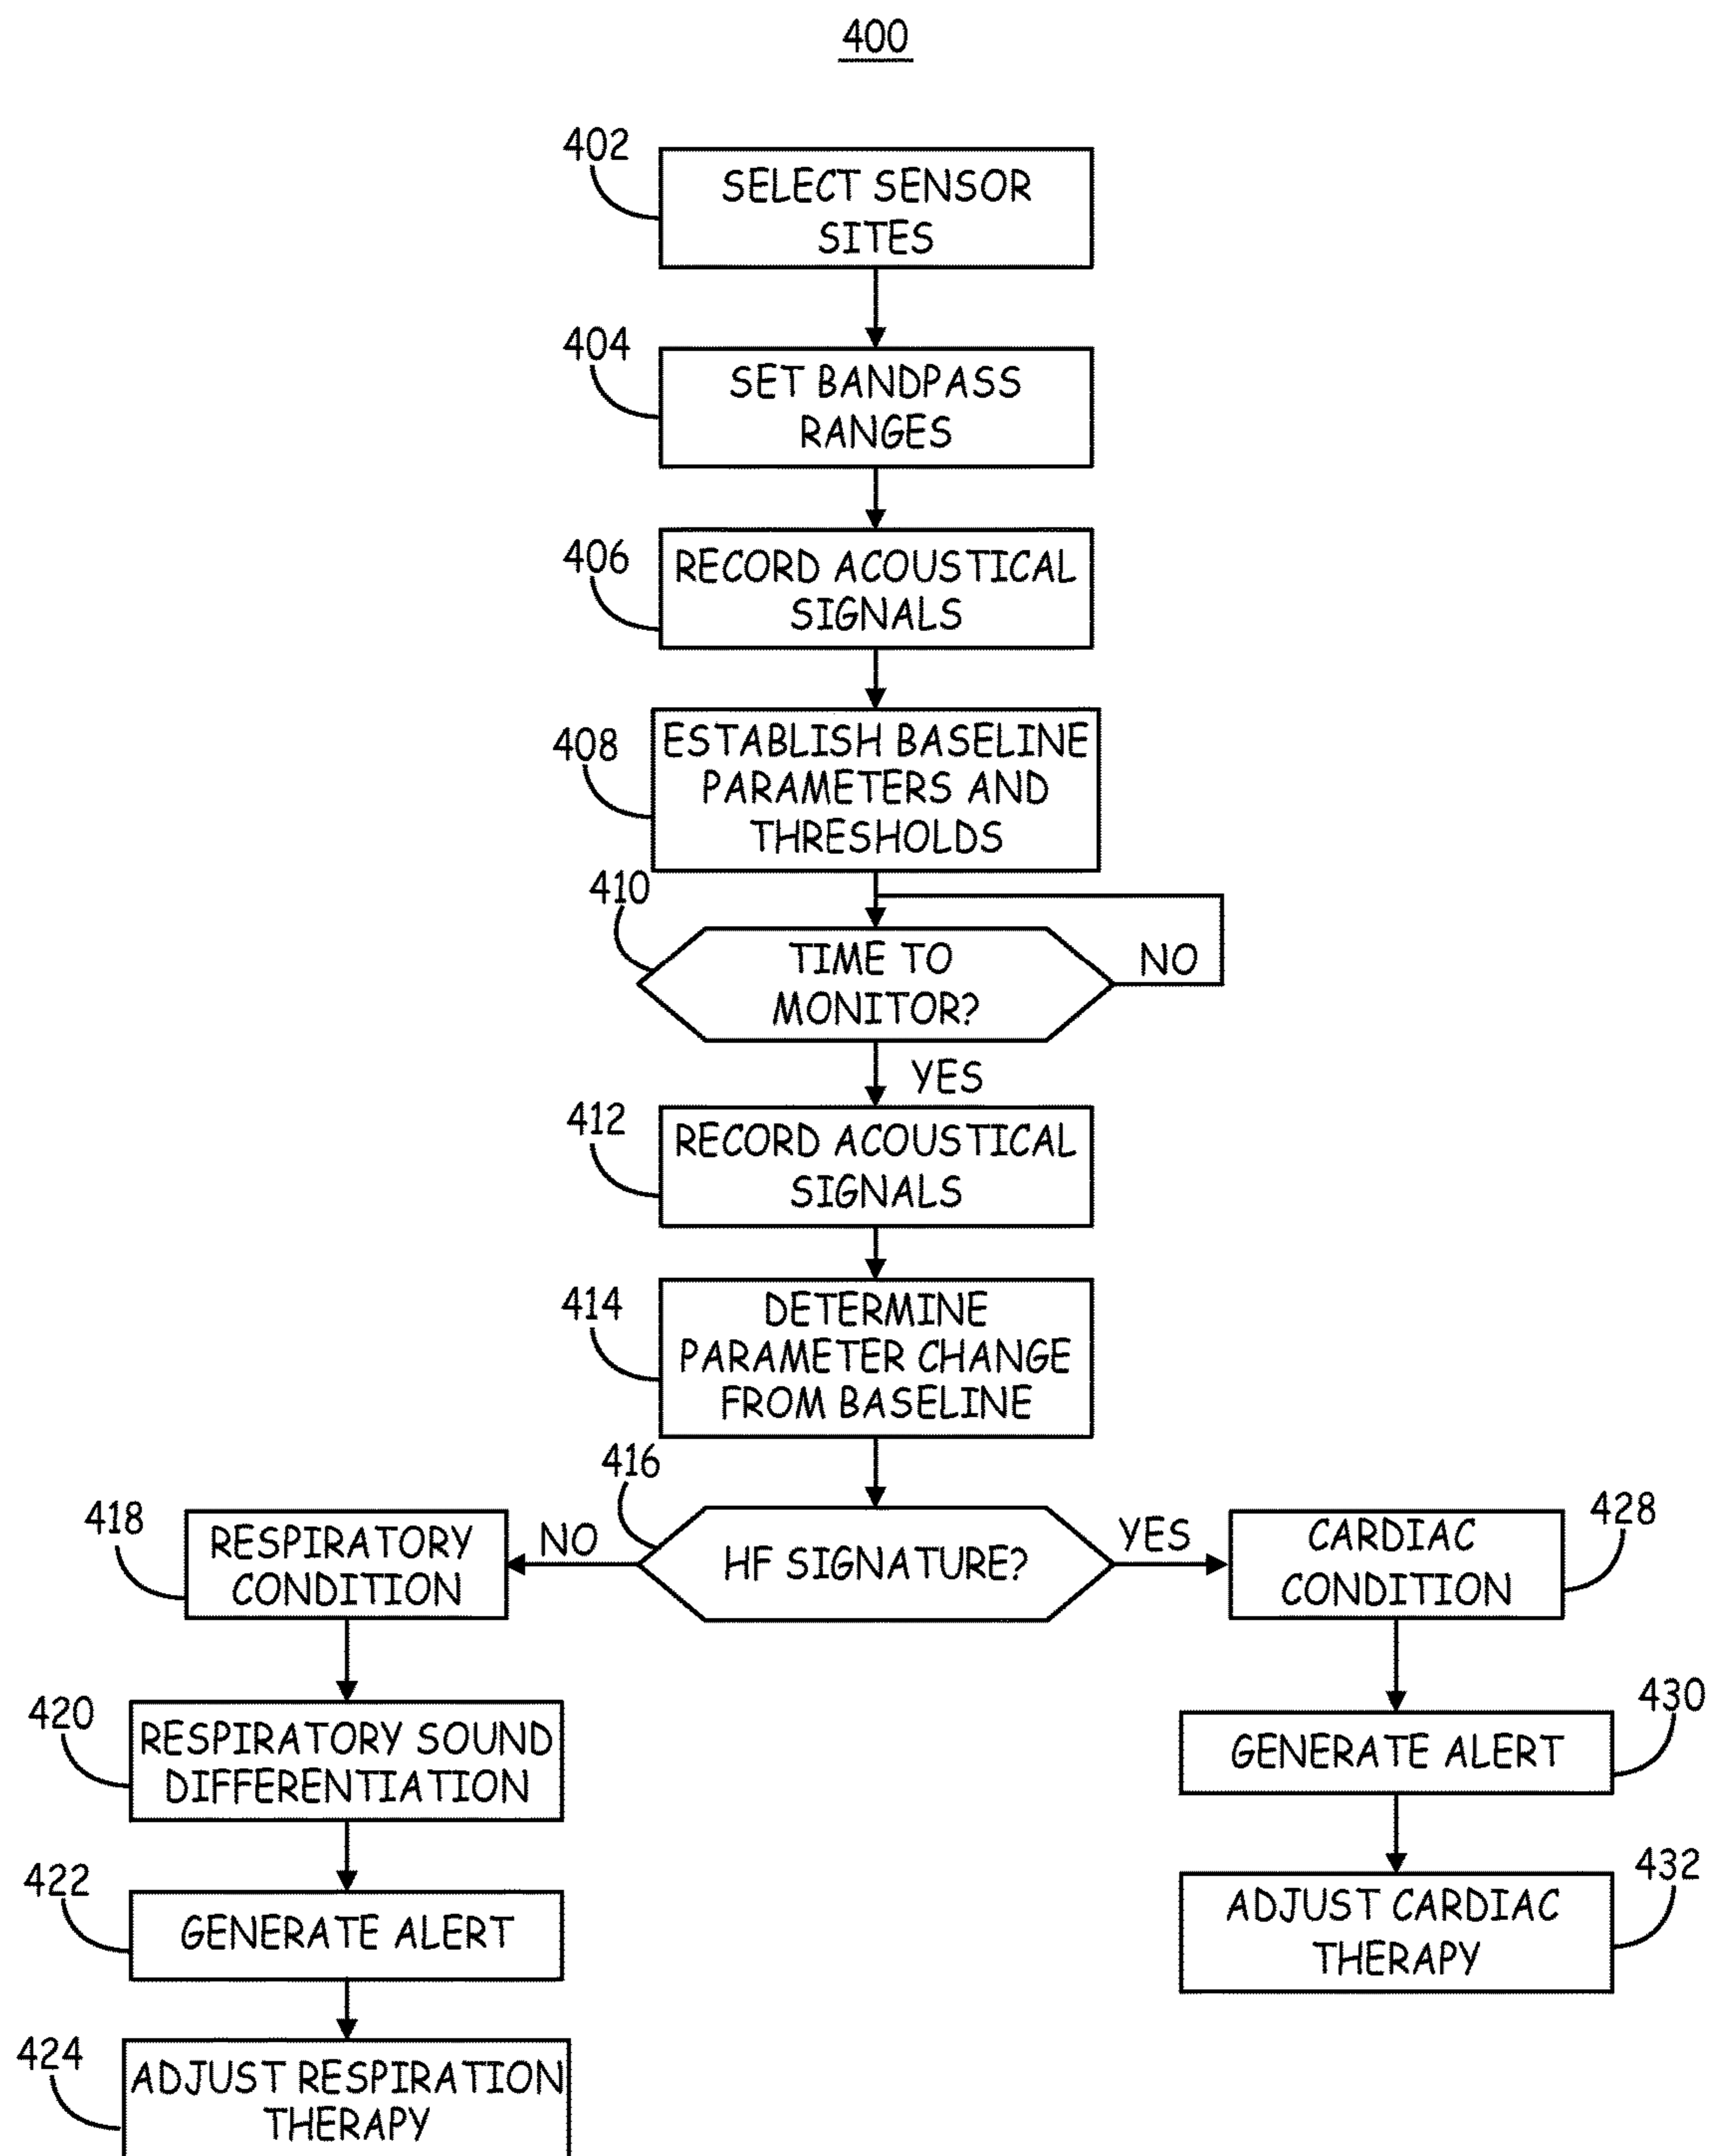 400
402
SELECT SENSOR
SITES
404
SET BANDPASS
RANGES
406
RECORD ACOUSTICAL
SIGNALS
408
ESTABLISH BASELINE
PARAMETERS AND
THRESHOLDS
410
TIME TO
MONITOR?
NO
YES
412
RECORD ACOUSTICAL
SIGNALS
414
DETERMINE
PARAMETER CHANGE
FROM BASELINE
416
HF SIGNATURE?
NO
YES
418
RESPIRATORY
CONDITION
420
RESPIRATORY SOUND
DIFFERENTIATION
422
GENERATE ALERT
424
ADJUST RESPIRATION
THERAPY
428
CARDIAC
CONDITION
430
GENERATE ALERT
432
ADJUST CARDIAC
THERAPY